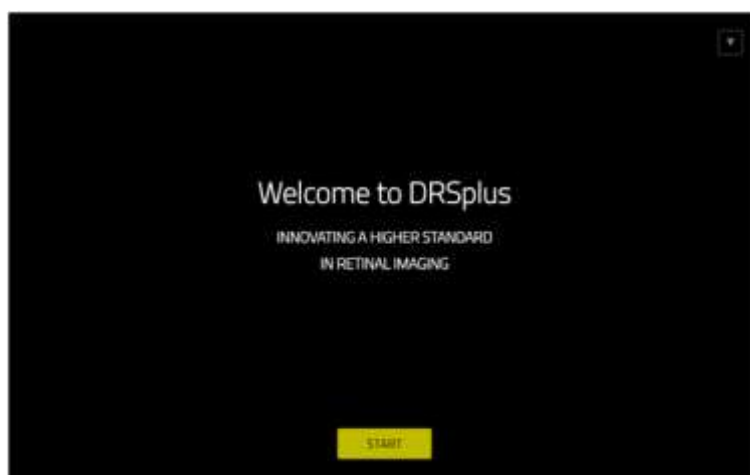 Welcome to DRSplus
INNOVATING A HIGHER STANDARD
IN RETINAL IMAGING
START